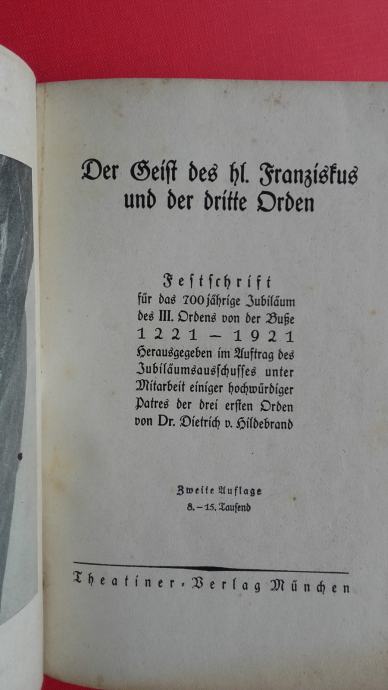 Der Geist des hl. Franziskus
und der dritte Orden
Festschrift
für das 700 jährige Jubiläum
des III. Ordens von der Buße
1221 – 1921
Herausgegeben im Auftrag des
Jubiläumsausschusses unter
Mitarbeit einiger hochwürdiger
Patres der drei ersten Orden
von Dr. Dietrich v. Hildebrand
Zweite Auflage
8. – 15. Tausend
Theatiner-Verlag München